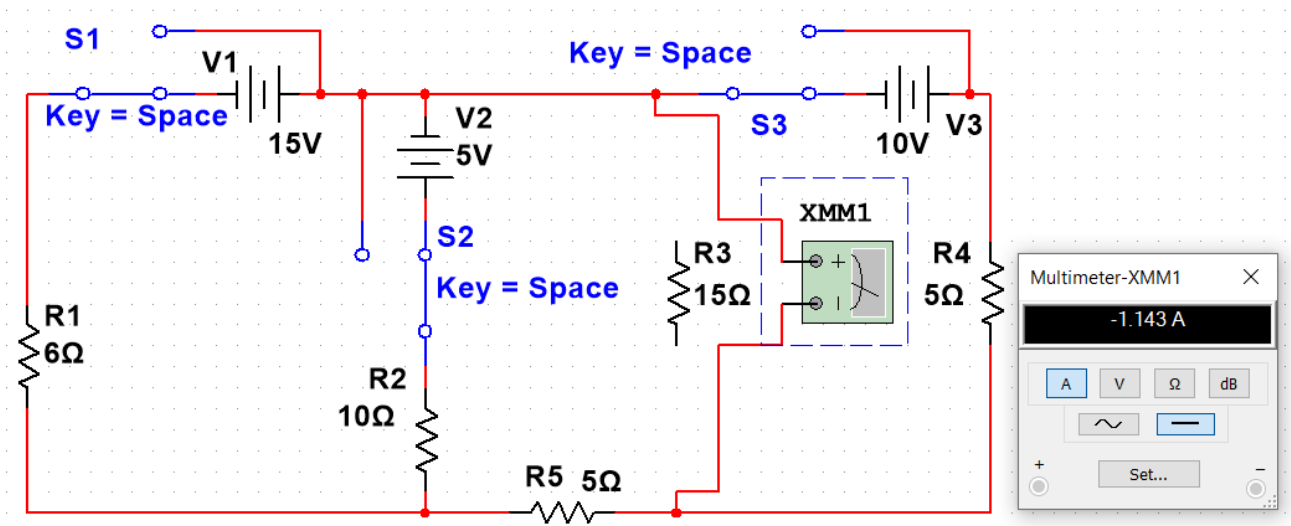 S1
V1
Key = Space
15V
V2
5V
S2
Key = Space
R1
6Ω
R2
10Ω
R5 5Ω
Key = Space
S3
V3
10V
XMM1
+
R3
15Ω
R4
5Ω
Multimeter-XMM1
-1.143 A
A V Ω dB
+ Set... −